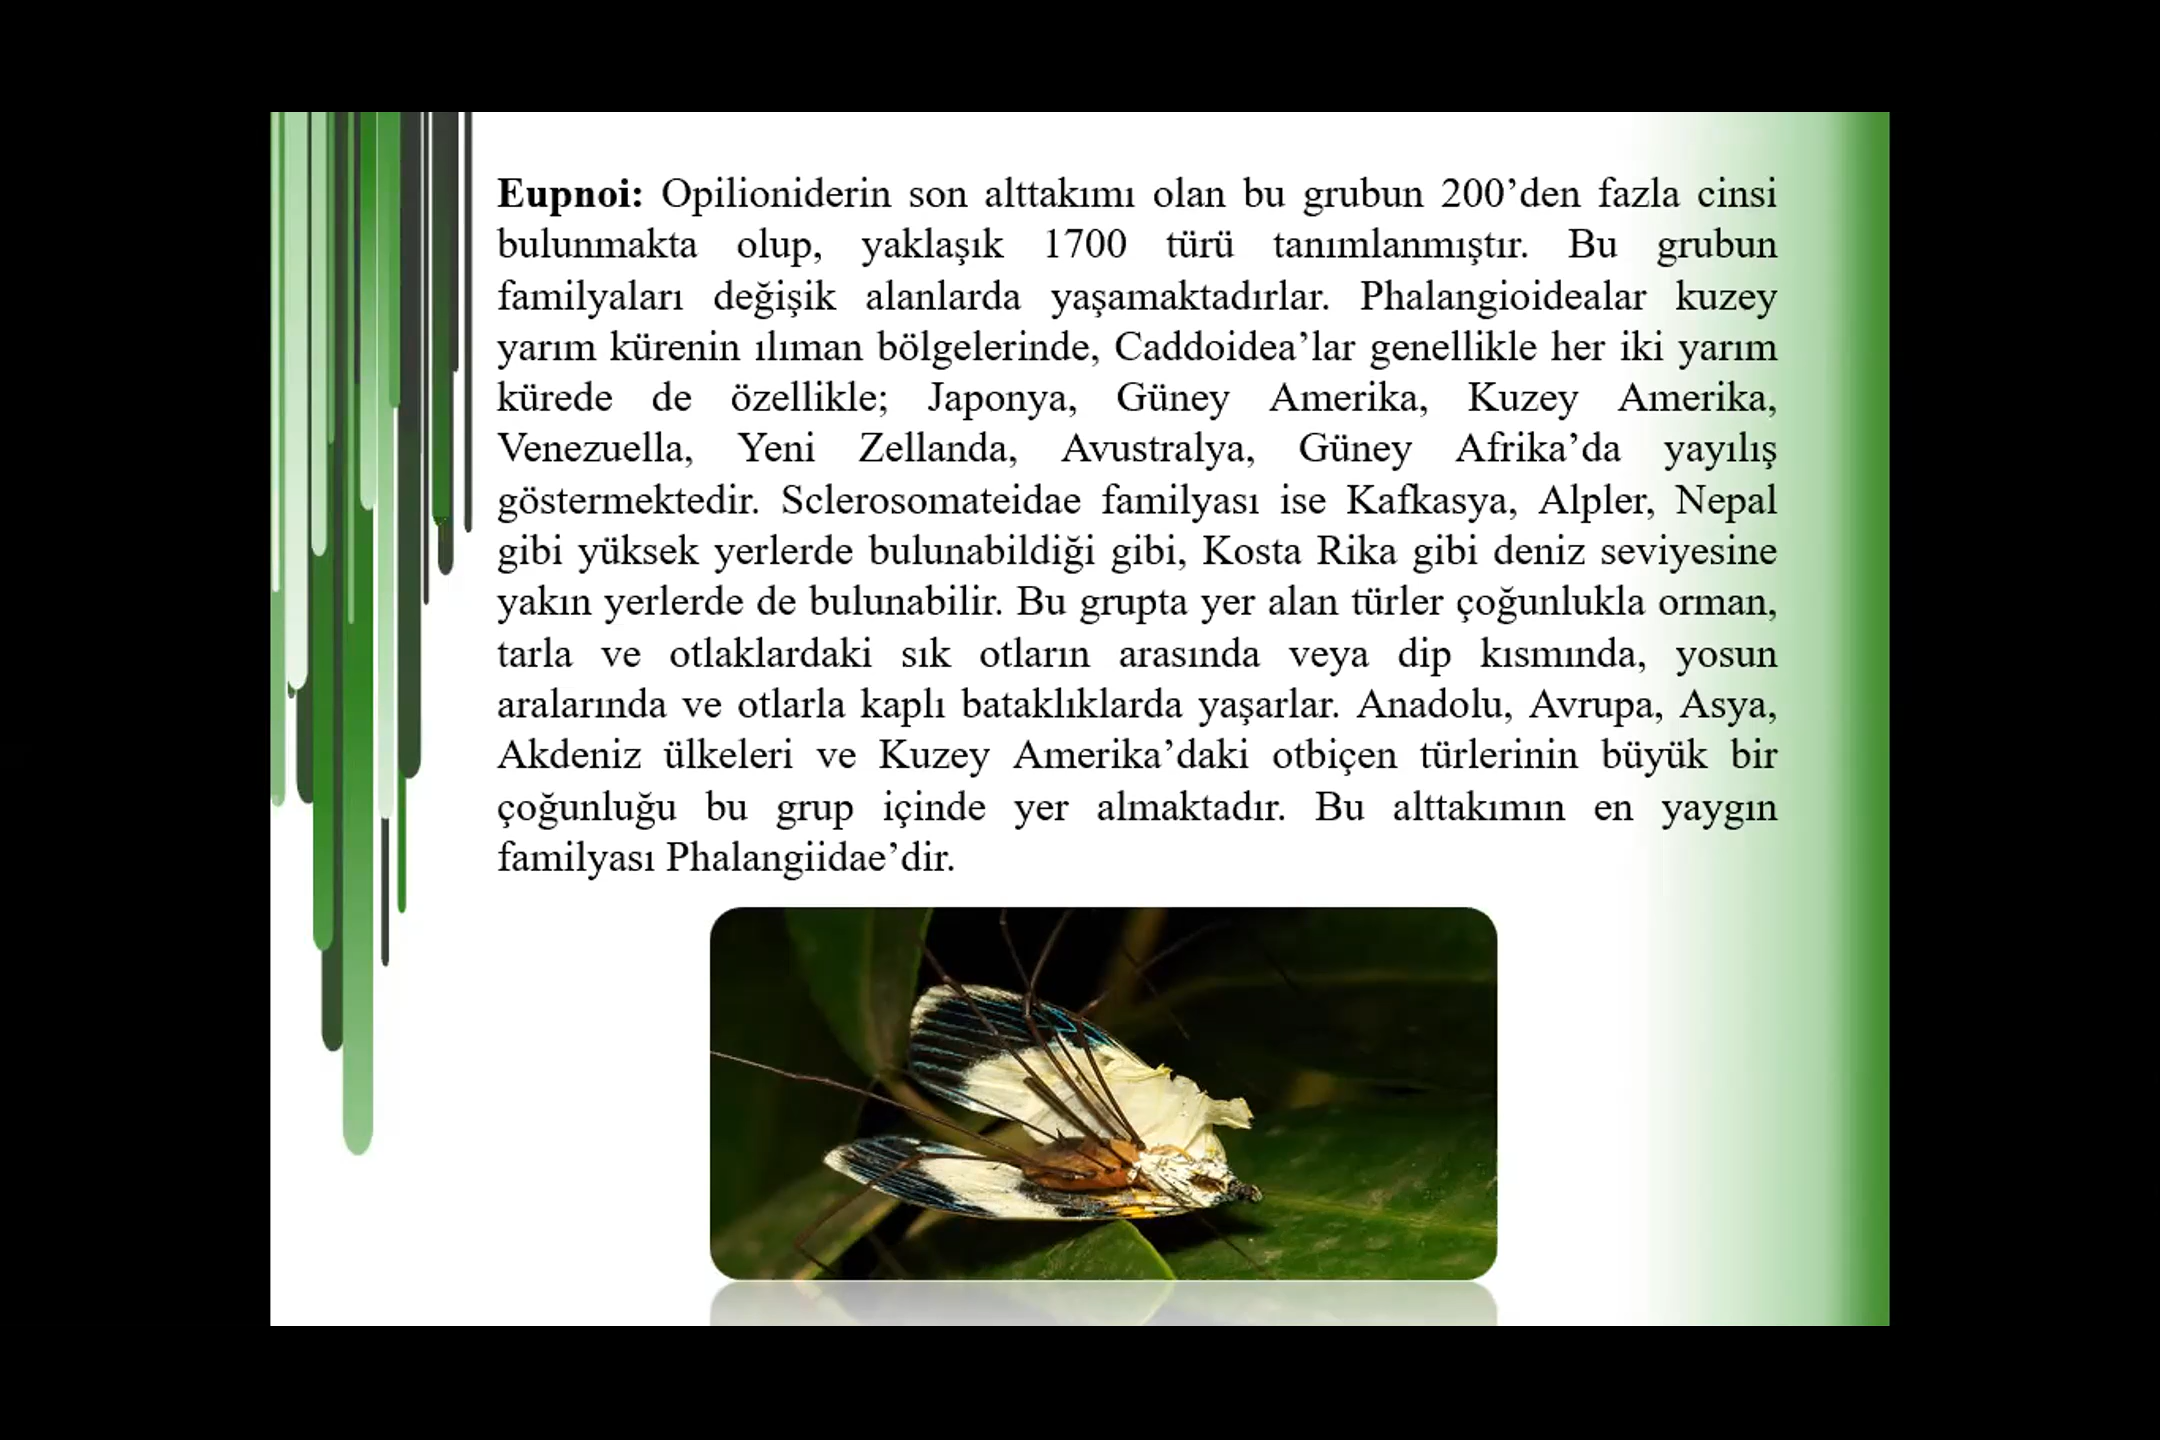 Eupnoi: Opilioniderin son alttakımı olan bu grubun 200’den fazla cinsi
bulunmakta olup, yaklaşık 1700 türü tanımlanmıştır. Bu grubun
familyaları değişik alanlarda yaşamaktadırlar. Phalangioidealar kuzey
yarım kürenin ılıman bölgelerinde, Caddoidea’lar genellikle her iki yarım
kürede de özellikle; Japonya, Güney Amerika, Kuzey Amerika,
Venezuella, Yeni Zellanda, Avustralya, Güney Afrika’da yayılış
göstermektedir. Sclerosomateidae familyası ise Kafkasya, Alpler, Nepal
gibi yüksek yerlerde bulunabildiği gibi, Kosta Rika gibi deniz seviyesine
yakın yerlerde de bulunabilir. Bu grupta yer alan türler çoğunlukla orman,
tarla ve otlaklardaki sık otların arasında veya dip kısmında, yosun
aralarında ve otlarla kaplı bataklıklarda yaşarlar. Anadolu, Avrupa, Asya,
Akdeniz ülkeleri ve Kuzey Amerika’daki otbiçen türlerinin büyük bir
çoğunluğu bu grup içinde yer almaktadır. Bu alttakımın en yaygın
familyası Phalangiidae’dir.